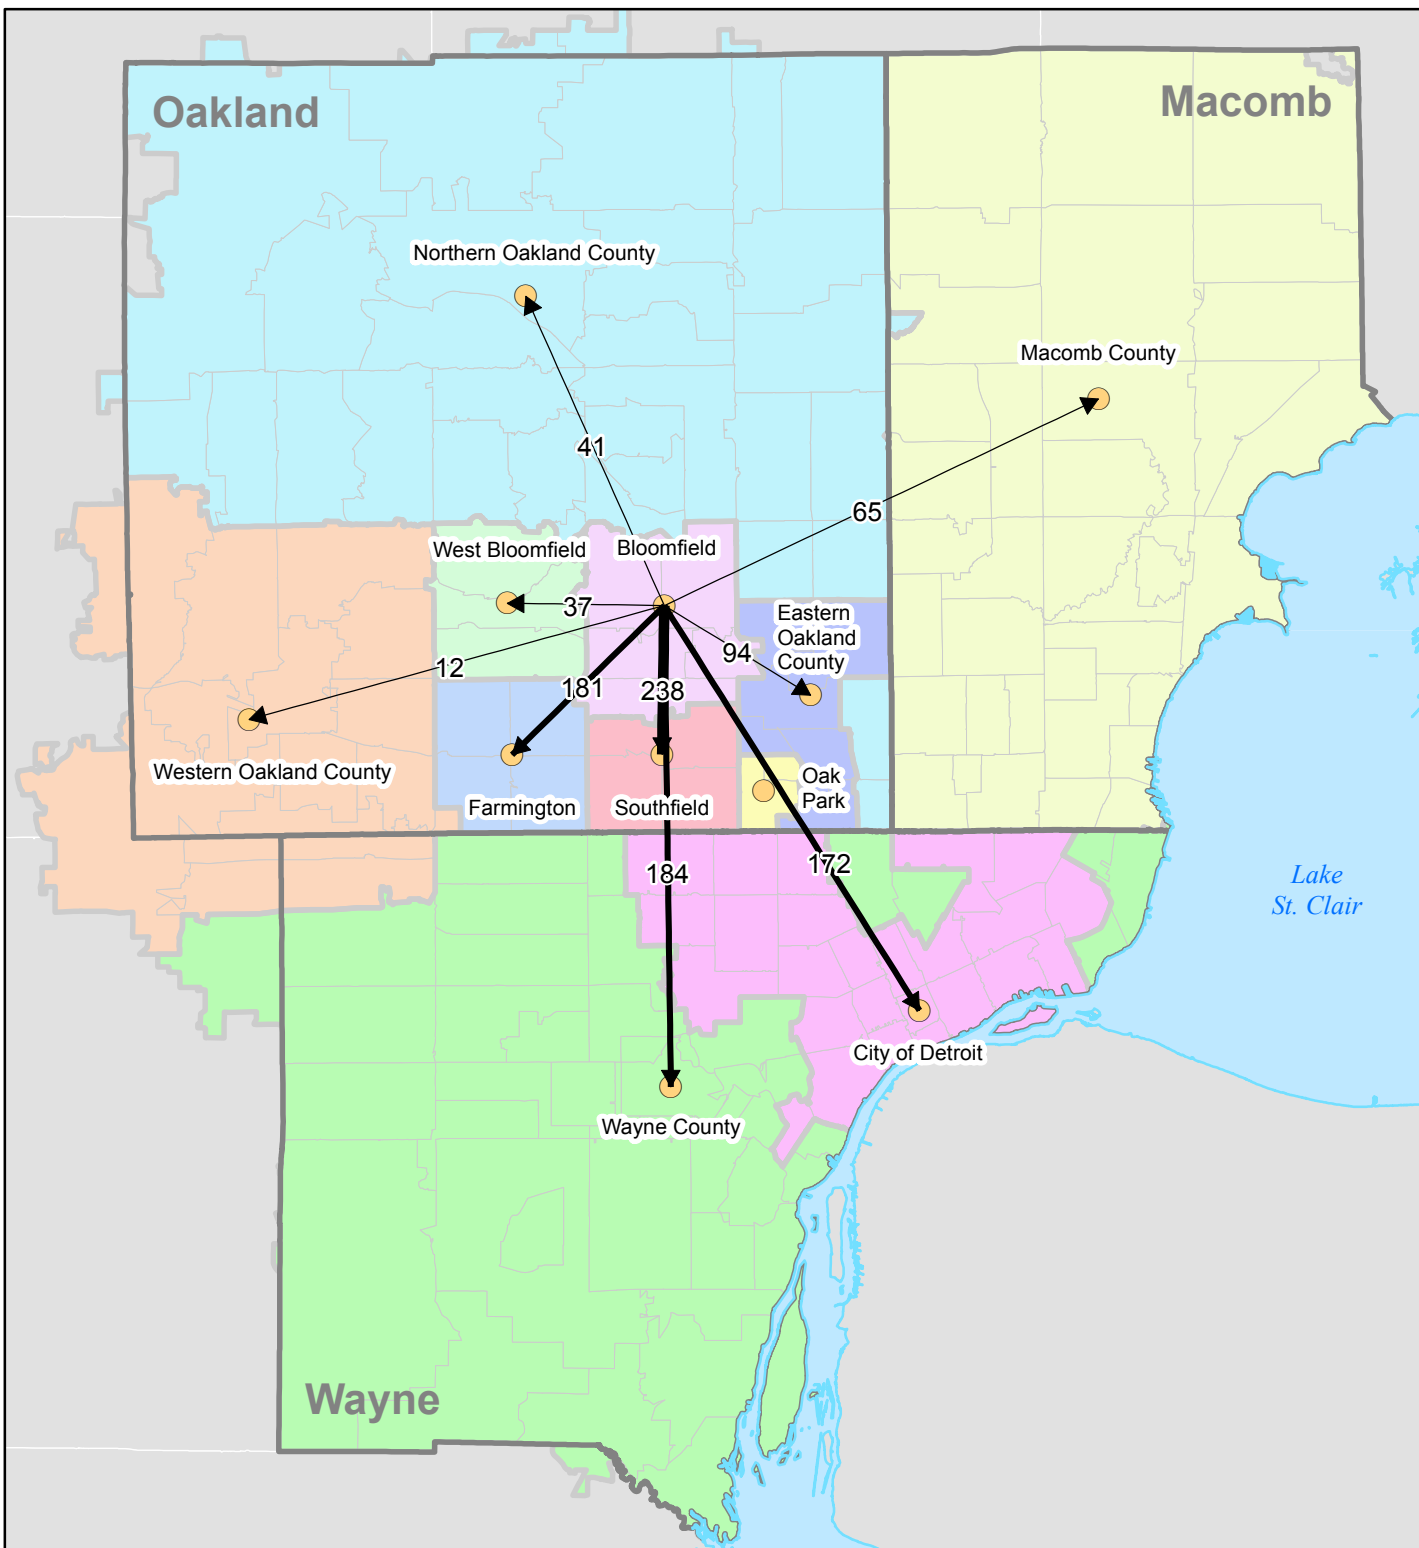 Oakland
Macomb
Northern Oakland County
Macomb County
41
65
West Bloomfield
Bloomfield
37
Eastern
Oakland
County
94
12
181
238
Western Oakland County
Farmington
Southfield
Oak
Park
184
172
Lake
St. Clair
City of Detroit
Wayne County
Wayne